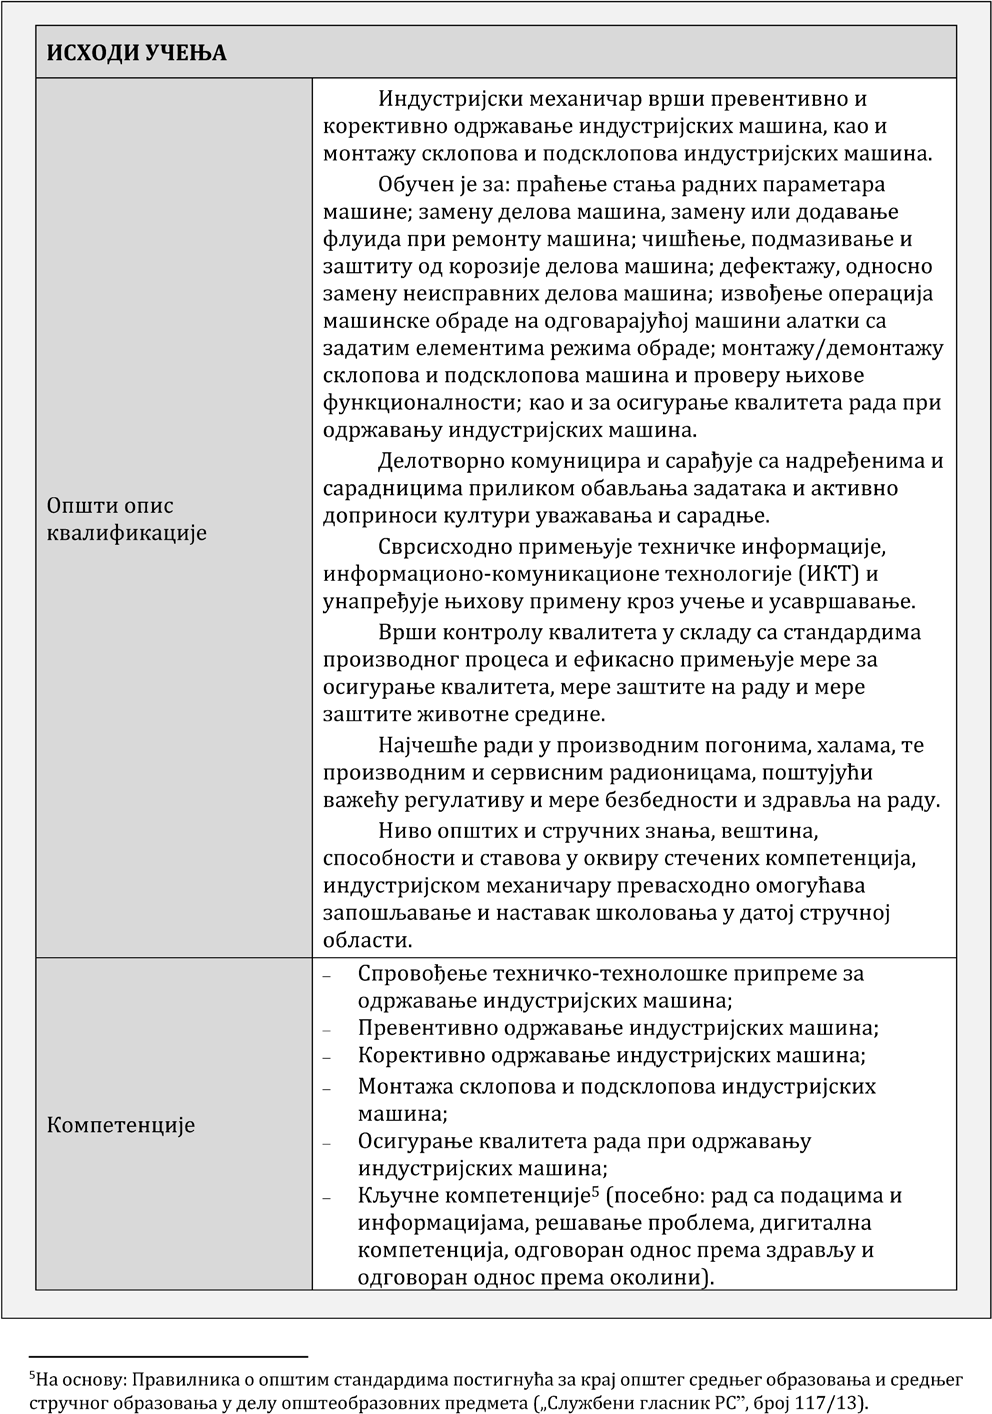 ИСХОДИ УЧЕЊА
Општи опис
квалификације
Индустријски механичар врши превентивно и
корективно одржавање индустријских машина, као и
монтажу склопова и подсклопова индустријских машина.
Обучен је за: праћење стања радних параметара
машине; замену делова машина, замену или додавање
флуида при ремонту машина; чишћење, подмазивање и
заштиту од корозије делова машина; дефектажу, односно
замену неисправних делова машина; извођење операција
машинске обраде на одговарајућој машини алатки са
задатим елементима режима обраде; монтажу/демонтажу
склопова и подсклопова машина и проверу њихове
функционалности; као и за осигурање квалитета рада при
одржавању индустријских машина.
Делотворно комуницира и сарађује са надређенима и
сарадницима приликом обављања задатака и активно
доприноси култури уважавања и сарадње.
Сврсисходно примењује техничке информације,
информационо-комуникационе технологије (ИКТ) и
унапређује њихову примену кроз учење и усавршавање.
Врши контролу квалитета у складу са стандардима
производног процеса и ефикасно примењује мере за
осигурање квалитета, мере заштите на раду и мере
заштите животне средине.
Најчешће ради у производним погонима, халама, те
производним и сервисним радионицама, поштујући
важећу регулативу и мере безбедности и здравља на раду.
Ниво општих и стручних знања, вештина,
способности и ставова у оквиру стечених компетенција,
индустријском механичару превасходно омогућава
запошљавање и наставак школовања у датој стручној
области.
Компетенције
– Спровођење техничко-технолошке припреме за
одржавање индустријских машина;
– Превентивно одржавање индустријских машина;
– Корективно одржавање индустријских машина;
– Монтажа склопова и подсклопова индустријских
машина;
– Осигурање квалитета рада при одржавању
индустријских машина;
– Кључне компетенције⁵ (посебно: рад са подацима и
информацијама, решавање проблема, дигитална
компетенција, одговоран однос према здрављу и
одговоран однос према околини).
⁵На основу: Правилника о општим стандардима постигнућа за крај општег средњег образовања и средњег
стручног образовања у делу општеобразовних предмета („Службени гласник РС”, број 117/13).